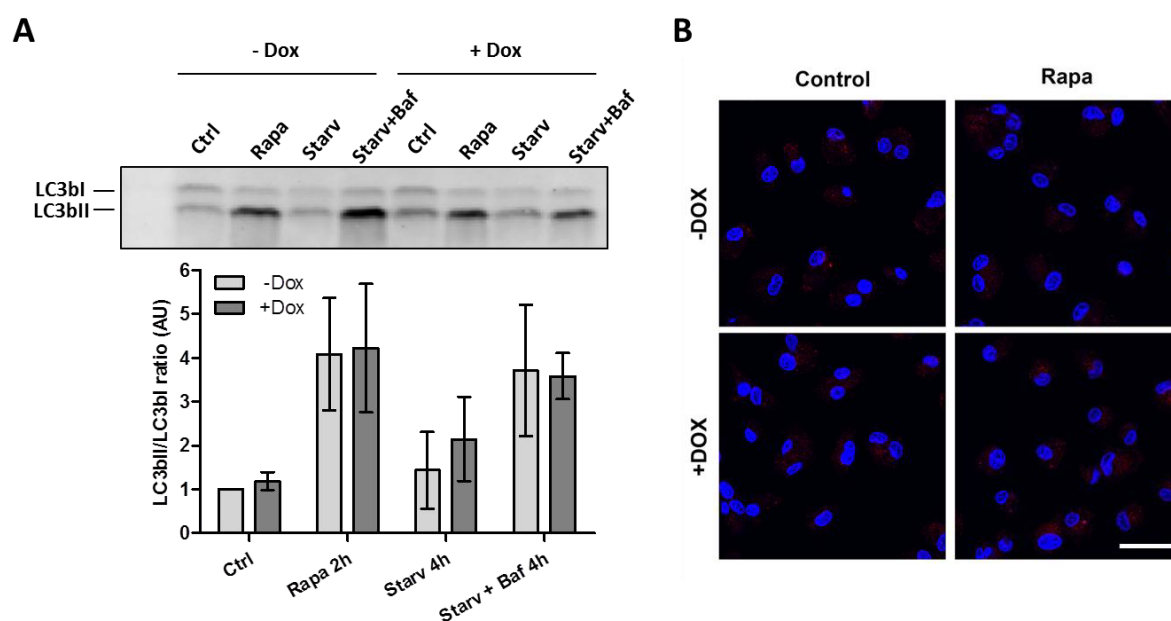 A
- Dox
+ Dox
Ctrl
Rapa
Starv
Starv+Baf
Ctrl
Rapa
Starv
Starv+Baf
LC3bI
LC3bII
6
5
4
3
2
1
0
LC3bII/LC3bI ratio (AU)
-Dox
+Dox
Ctrl
Rapa 2h
Starv 4h
Starv + Baf 4h
B
Control
Rapa
-DOX
+DOX